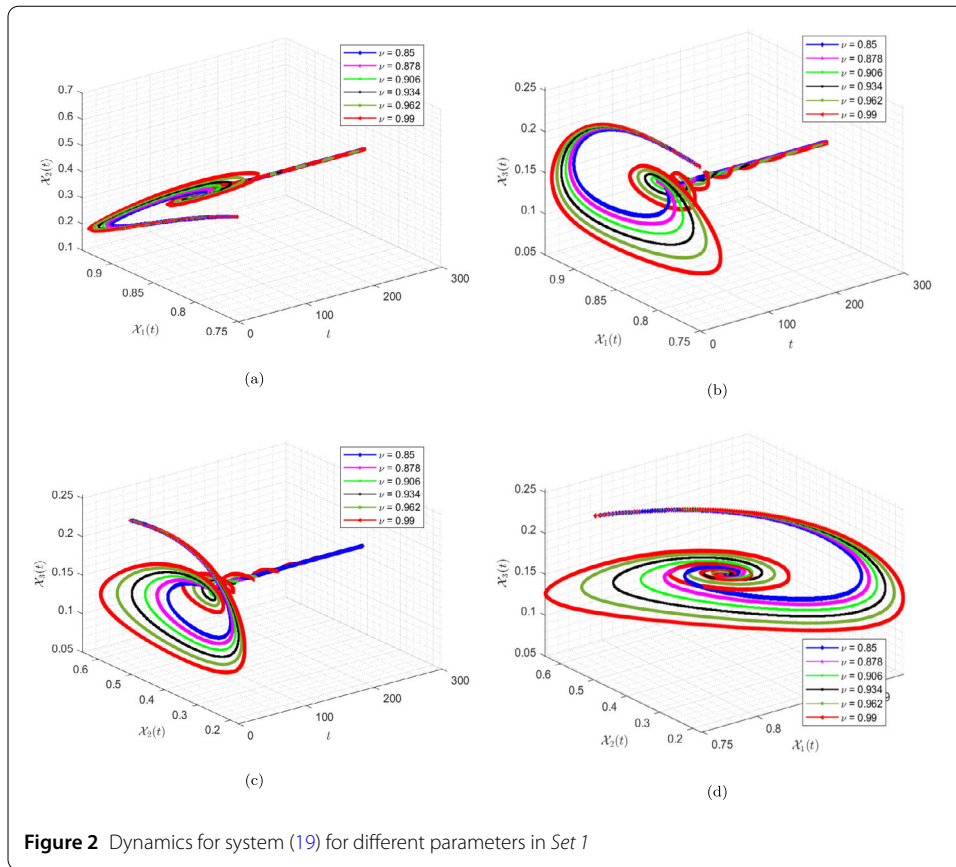 ν = 0.85
ν = 0.878
ν = 0.906
ν = 0.934
ν = 0.962
ν = 0.99
0.7
0.6
0.5
0.4
0.3
0.2
0.1
𝒳₂(t)
0.9
0.85
0.8
0.75
𝒳₁(t)
0
100
200
300
t
(a)
ν = 0.85
ν = 0.878
ν = 0.906
ν = 0.934
ν = 0.962
ν = 0.99
0.25
0.2
0.15
0.1
0.05
𝒳₃(t)
0.9
0.85
0.8
0.75
𝒳₁(t)
0
100
200
300
t
(b)
ν = 0.85
ν = 0.878
ν = 0.906
ν = 0.934
ν = 0.962
ν = 0.99
0.25
0.2
0.15
0.1
0.05
𝒳₃(t)
0.6
0.5
0.4
0.3
0.2
𝒳₂(t)
0
100
200
300
t
(c)
0.25
0.2
0.15
0.1
0.05
𝒳₃(t)
0.6
0.5
0.4
0.3
0.2
𝒳₂(t)
0.75
0.8
𝒳₁(t)
ν = 0.85
ν = 0.878
ν = 0.906
ν = 0.934
ν = 0.962
ν = 0.99
(d)
Figure 2 Dynamics for system (19) for different parameters in Set 1